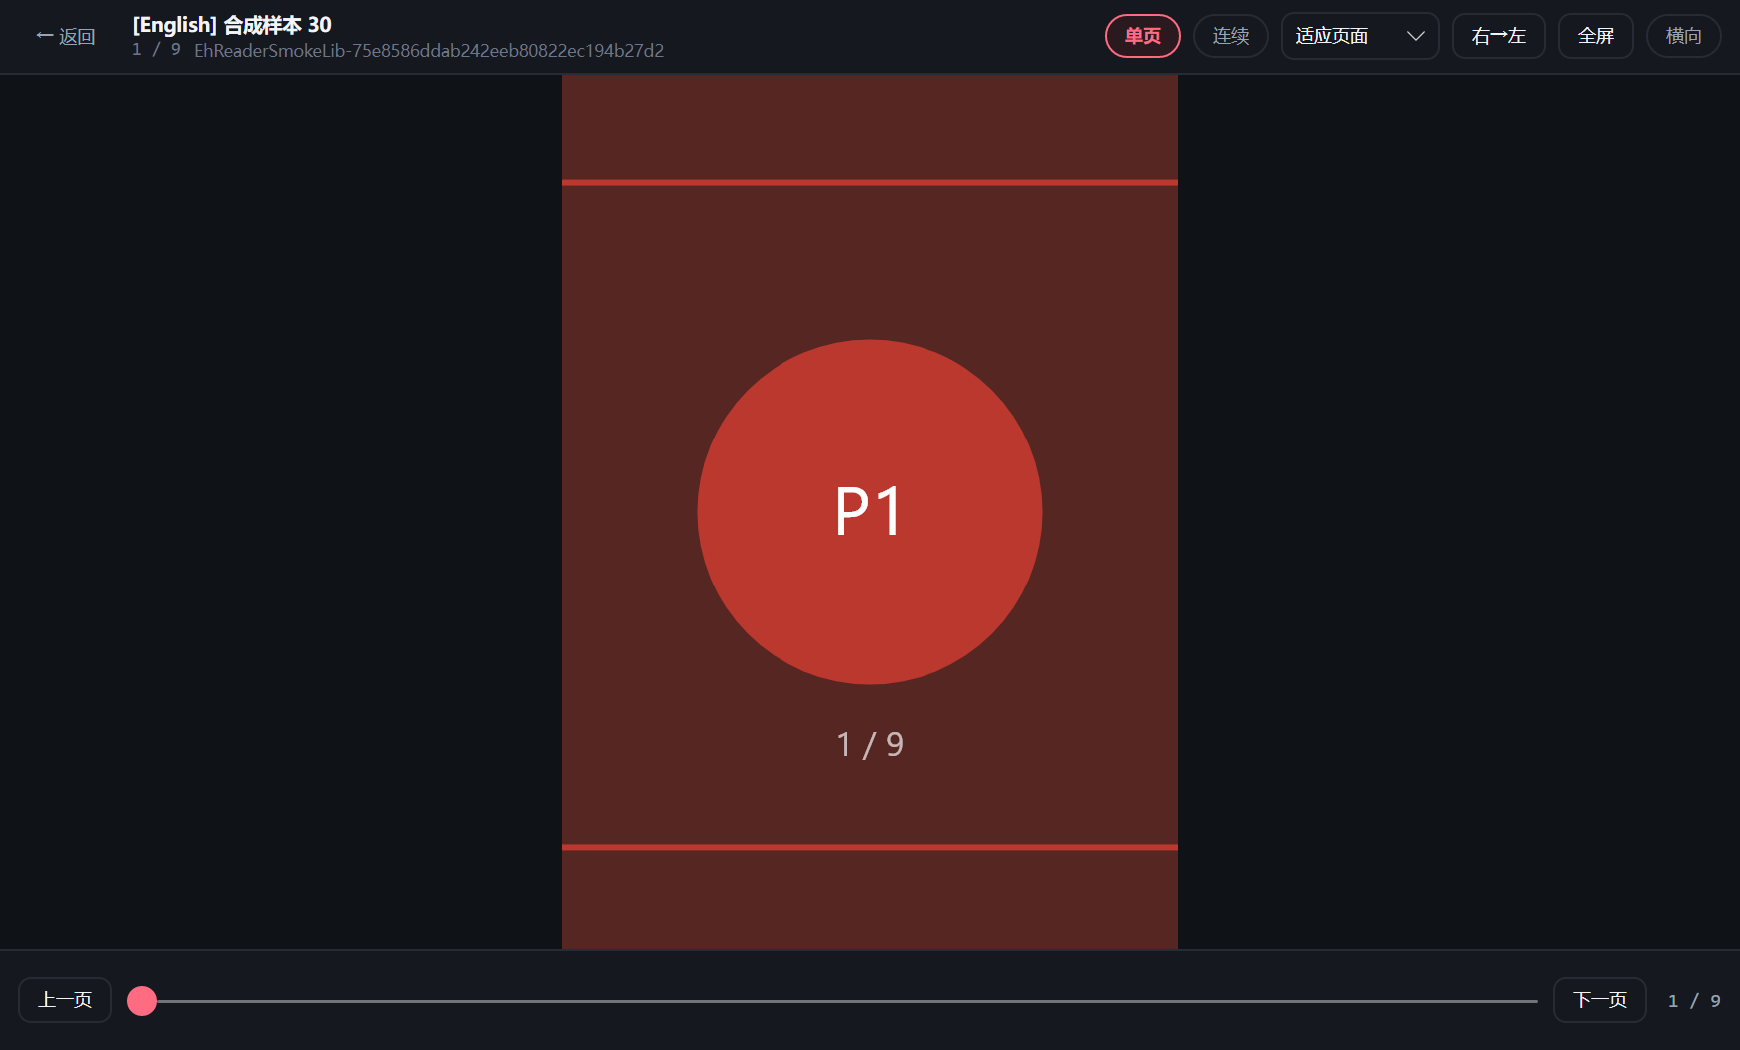 ← 返回
[English] 合成样本 30
1 / 9 EhReaderSmokeLib-75e8586ddab242eeb80822ec194b27d2
单页 连续 适应页面 右→左 全屏 横向
P1
1 / 9
上一页 下一页 1 / 9